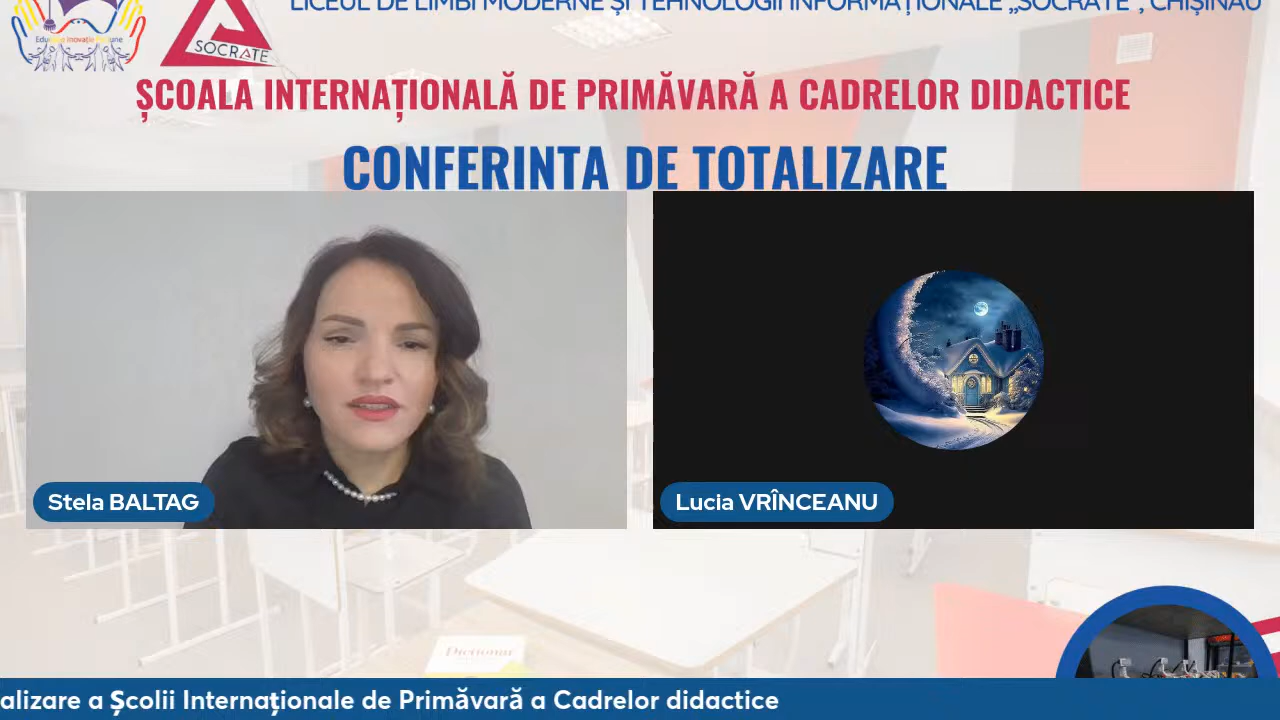 LICEUL DE LIMBI MODERNE ȘI TEHNOLOGII INFORMAȚIONALE „SOCRATE”, CHIȘINĂU
SOCRATE
ȘCOALA INTERNAȚIONALĂ DE PRIMĂVARĂ A CADRELOR DIDACTICE
CONFERINTA DE TOTALIZARE
Stela BALTAG
Lucia VRÎNCEANU
Dicționar
alizare a Școlii Internaționale de Primăvară a Cadrelor didactice